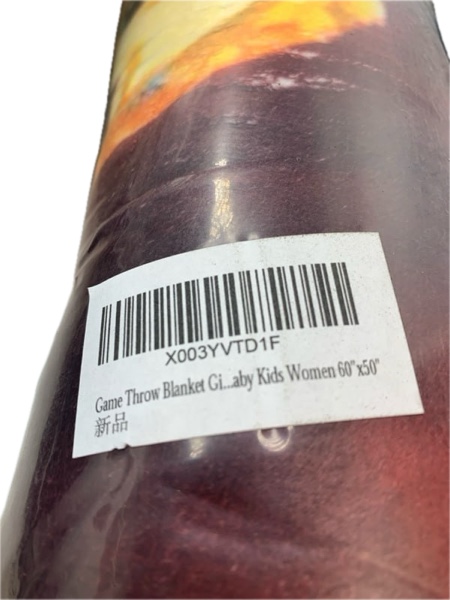 X003YVTD1F
Game Throw Blanket Gi...aby Kids Women 60"x50"
新品